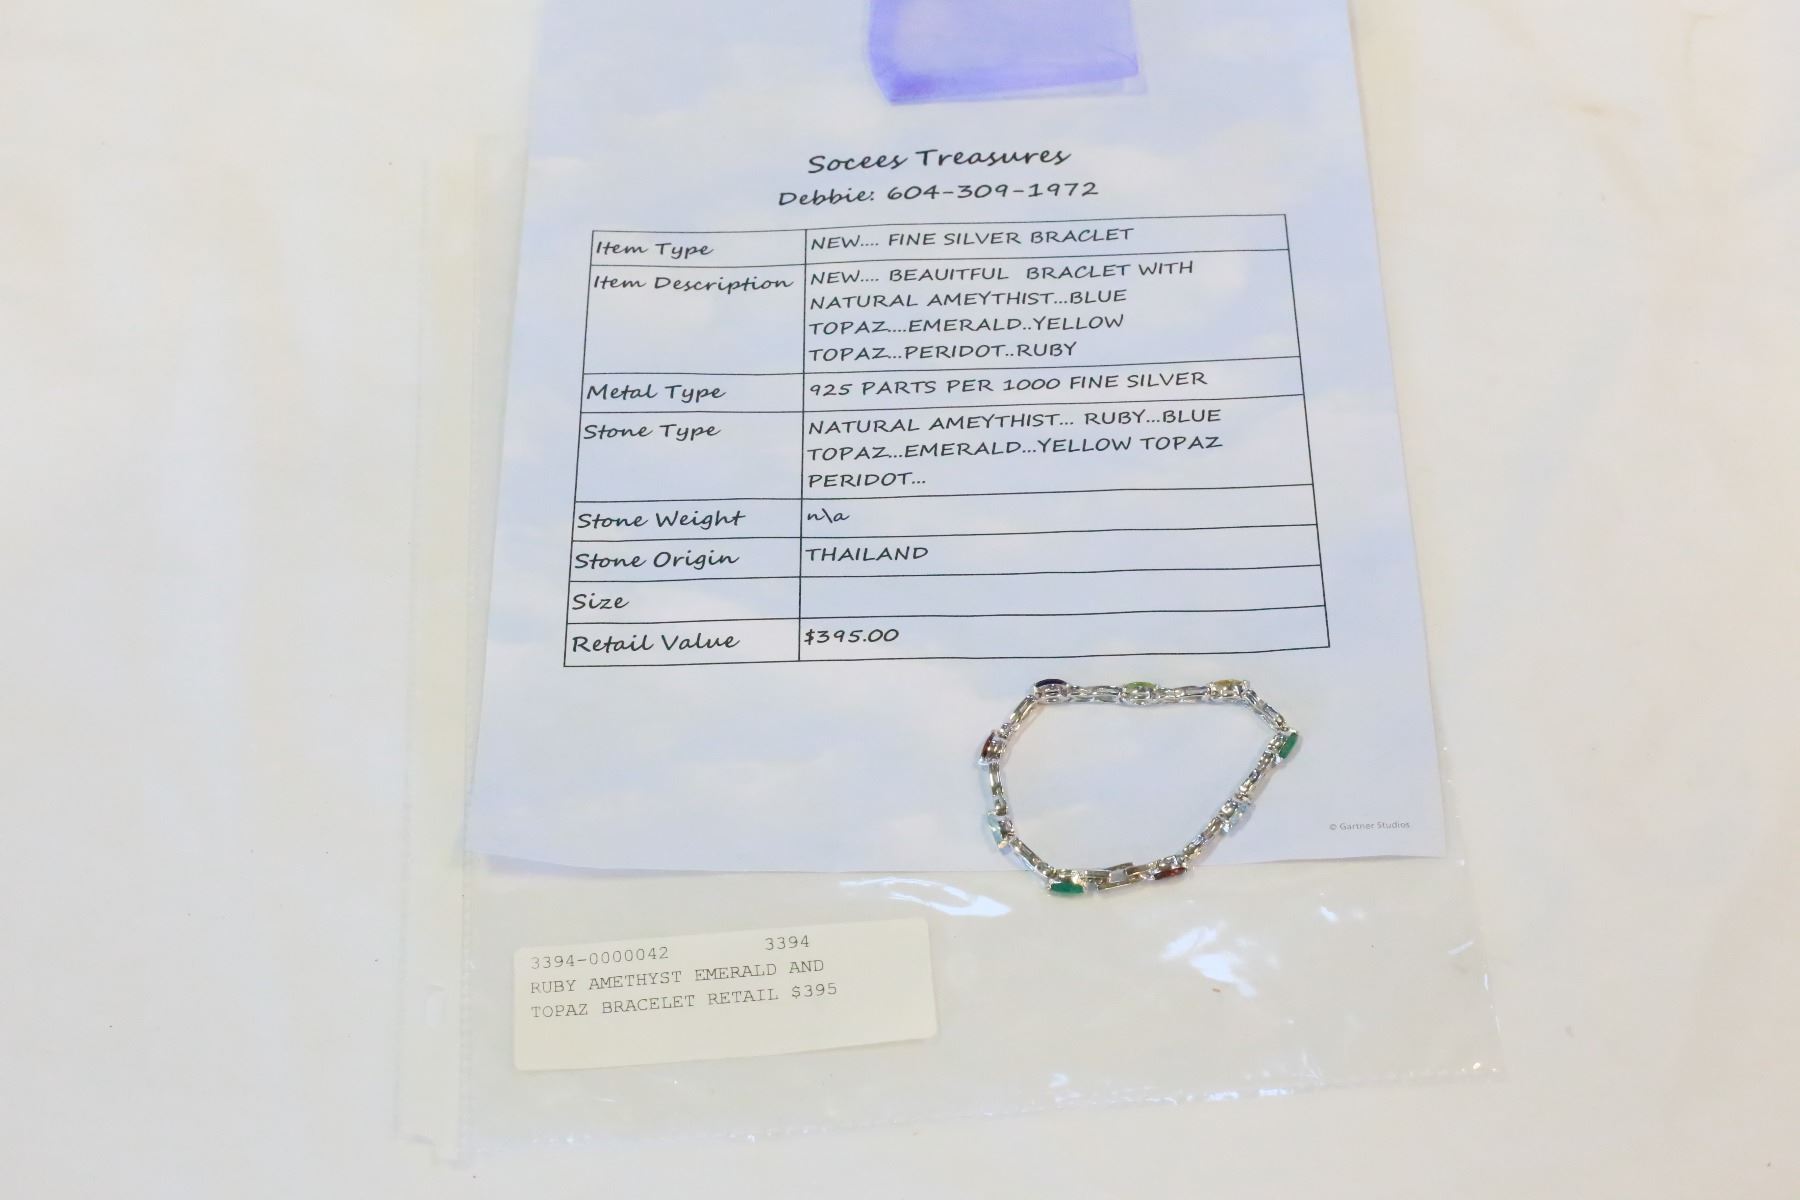 Socees Treasures
Debbie: 604-309-1972
Item Type NEW.... FINE SILVER BRACLET
Item Description NEW.... BEAUITFUL BRACLET WITH
NATURAL AMEYTHIST...BLUE
TOPAZ....EMERALD..YELLOW
TOPAZ...PERIDOT..RUBY
Metal Type 925 PARTS PER 1000 FINE SILVER
Stone Type NATURAL AMEYTHIST... RUBY...BLUE
TOPAZ...EMERALD...YELLOW TOPAZ
PERIDOT...
Stone Weight n\a
Stone Origin THAILAND
Size
Retail Value $395.00
© Gartner Studios
3394-0000042 3394
RUBY AMETHYST EMERALD AND
TOPAZ BRACELET RETAIL $395